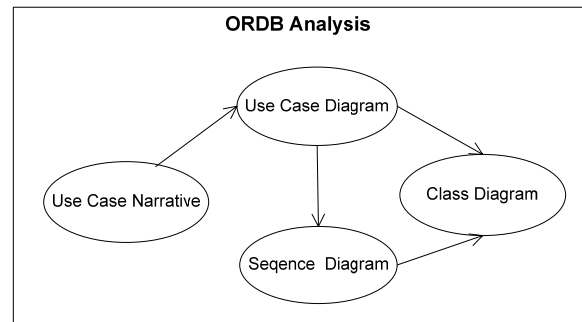 ORDB Analysis
Use Case Diagram
Use Case Narrative
Class Diagram
Seqence Diagram